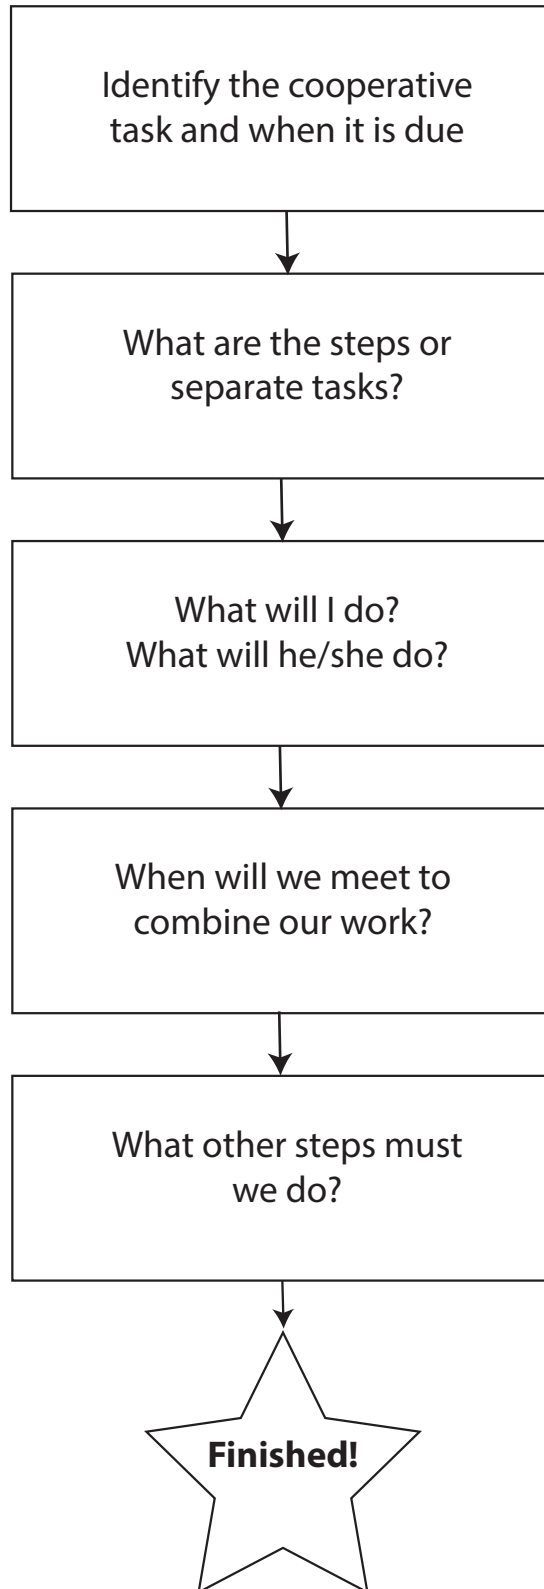 Identify the cooperative
task and when it is due
What are the steps or
separate tasks?
What will I do?
What will he/she do?
When will we meet to
combine our work?
What other steps must
we do?
Finished!